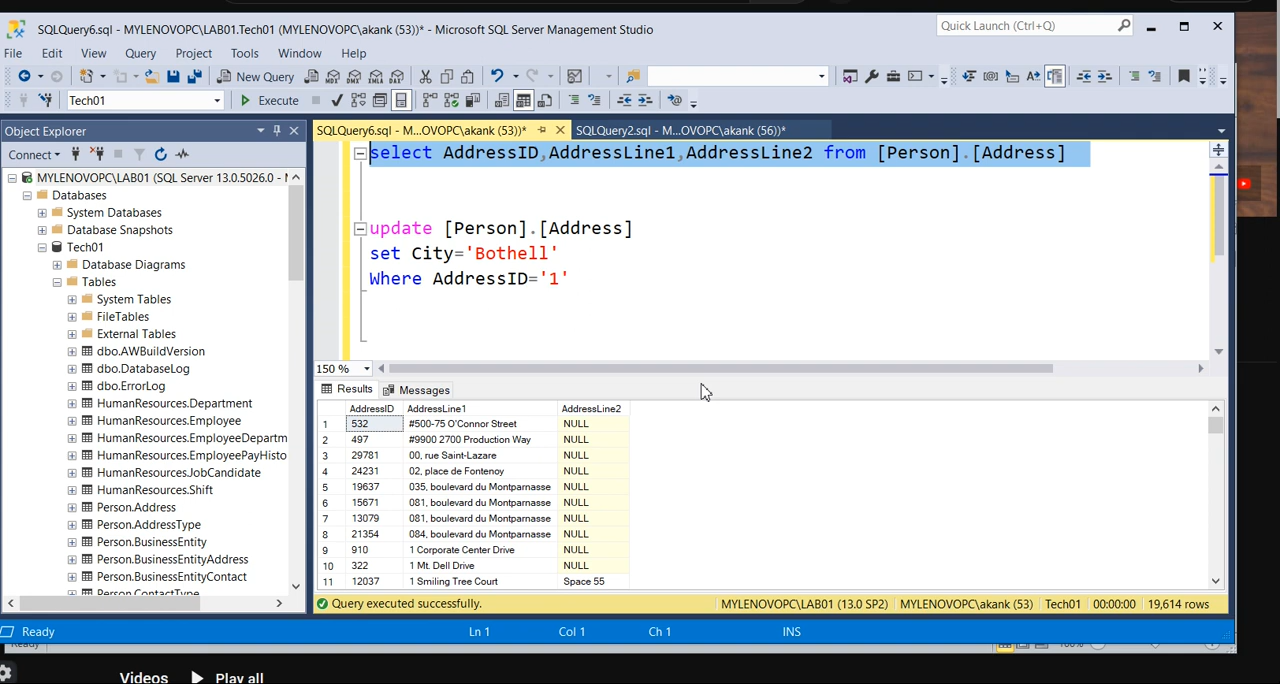 SQLQuery6.sql - MYLENOVOPC\LAB01.Tech01 (MYLENOVOPC\akank (53))* - Microsoft SQL Server Management Studio
Quick Launch (Ctrl+Q)
File Edit View Query Project Tools Window Help
New Query
Tech01
Execute
Object Explorer
SQLQuery6.sql - M...OVOPC\akank (53))*
SQLQuery2.sql - M...OVOPC\akank (56))*
Connect
MYLENOVOPC\LAB01 (SQL Server 13.0.5026.0 -
Databases
System Databases
Database Snapshots
Tech01
Database Diagrams
Tables
System Tables
FileTables
External Tables
dbo.AWBuildVersion
dbo.DatabaseLog
dbo.ErrorLog
HumanResources.Department
HumanResources.Employee
HumanResources.EmployeeDepartm
HumanResources.EmployeePayHisto
HumanResources.JobCandidate
HumanResources.Shift
Person.Address
Person.AddressType
Person.BusinessEntity
Person.BusinessEntityAddress
Person.BusinessEntityContact
Person.ContactType
select AddressID,AddressLine1,AddressLine2 from [Person].[Address]
update [Person].[Address]
set City='Bothell'
Where AddressID='1'
150 %
Results Messages
AddressID AddressLine1 AddressLine2
1 532 #500-75 O'Connor Street NULL
2 497 #9900 2700 Production Way NULL
3 29781 00, rue Saint-Lazare NULL
4 24231 02, place de Fontenoy NULL
5 19637 035, boulevard du Montparnasse NULL
6 15671 081, boulevard du Montparnasse NULL
7 13079 081, boulevard du Montparnasse NULL
8 21354 084, boulevard du Montparnasse NULL
9 910 1 Corporate Center Drive NULL
10 322 1 Mt. Dell Drive NULL
11 12037 1 Smiling Tree Court Space 55
Query executed successfully.
MYLENOVOPC\LAB01 (13.0 SP2) MYLENOVOPC\akank (53) Tech01 00:00:00 19,614 rows
Ready Ln 1 Col 1 Ch 1 INS
Ready
100%
Videos Play all